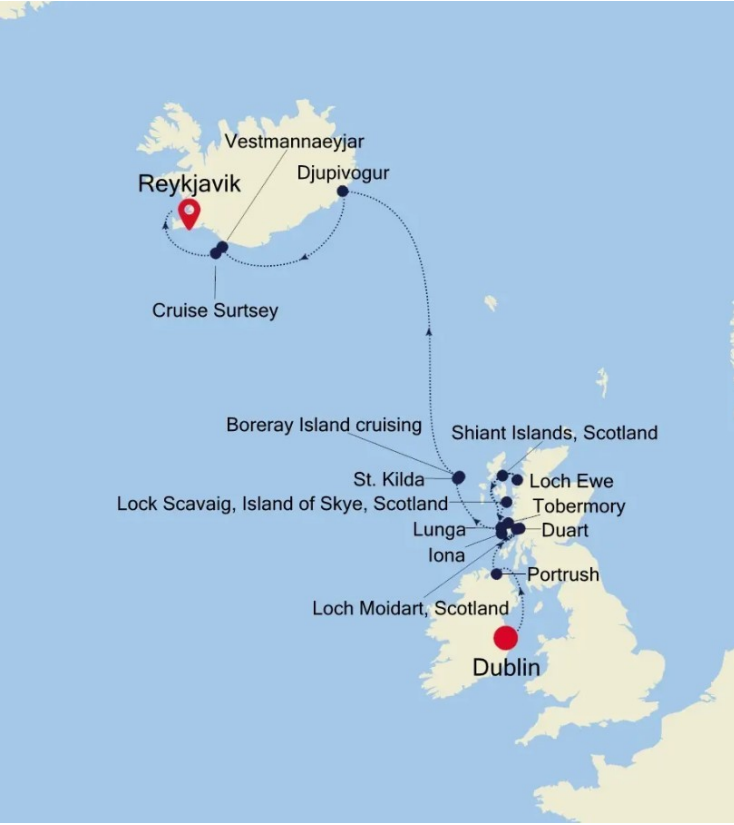 Vestmannaeyjar
Djupivogur
Reykjavik
Cruise Surtsey
Boreray Island cruising
Shiant Islands, Scotland
St. Kilda
Loch Ewe
Lock Scavaig, Island of Skye, Scotland
Tobermory
Lunga
Duart
Iona
Portrush
Loch Moidart, Scotland
Dublin